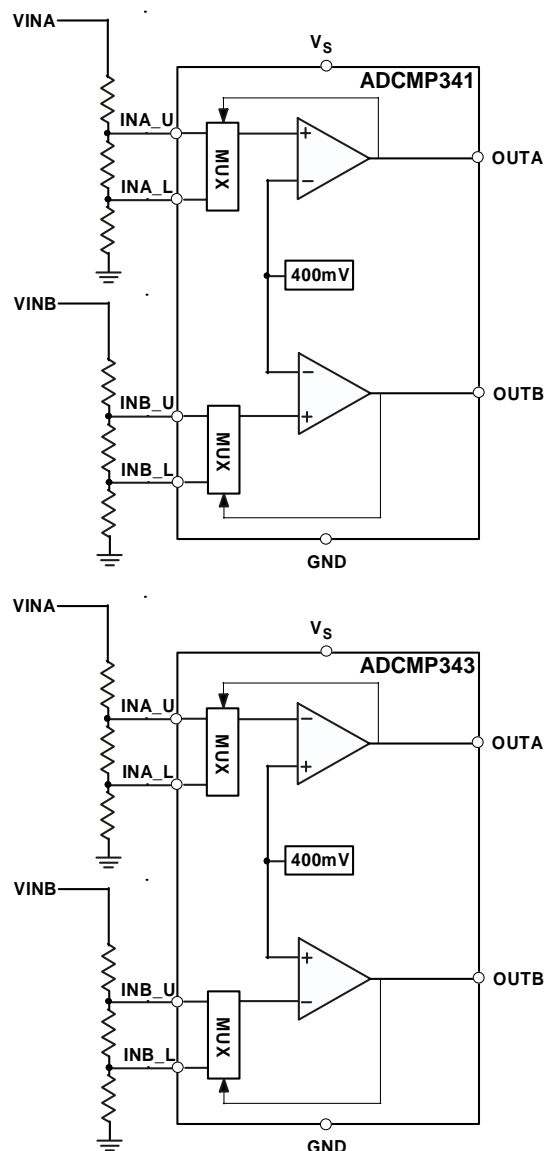 VINA
VS
ADCMP341
INA_U
MUX
+
−
OUTA
INA_L
400mV
VINB
INB_U
MUX
−
+
OUTB
INB_L
GND
VINA
VS
ADCMP343
INA_U
MUX
−
+
OUTA
INA_L
400mV
VINB
INB_U
MUX
+
−
OUTB
INB_L
GND